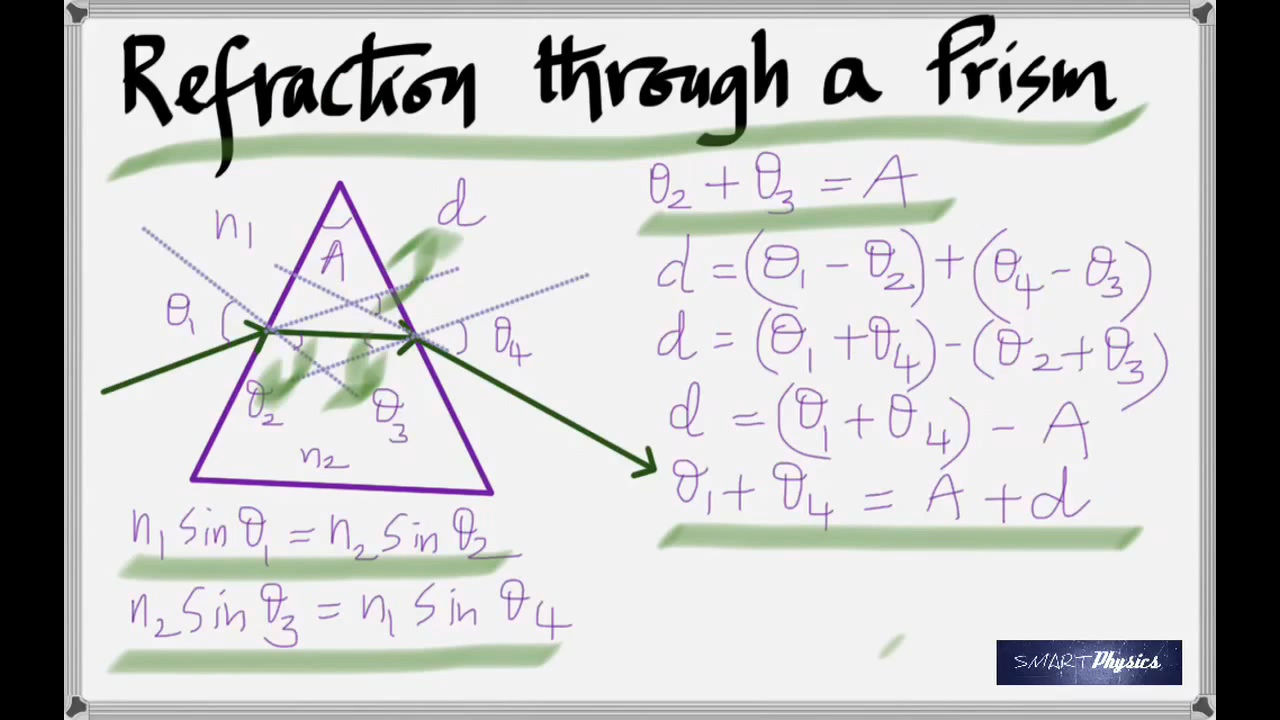 Refraction through a Prism
n₁
d
A
θ₁
θ₄
θ₂
θ₃
n₂
n₁ sin θ₁ = n₂ sin θ₂
n₂ sin θ₃ = n₁ sin θ₄
θ₂ + θ₃ = A
d = (θ₁ - θ₂) + (θ₄ - θ₃)
d = (θ₁ + θ₄) - (θ₂ + θ₃)
d = (θ₁ + θ₄) - A
θ₁ + θ₄ = A + d
SMART Physics